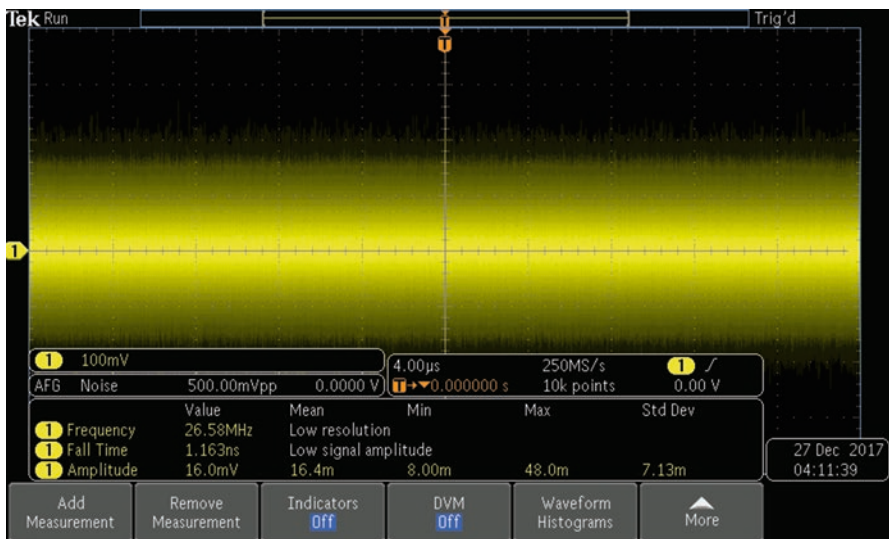 Tek Run Trig'd
T
T
1
1 100mV
AFG Noise 500.00mVpp 0.0000 V
4.00µs 250MS/s 1
T→▼0.000000 s 10k points 0.00 V
Value Mean Min Max Std Dev
1 Frequency 26.58MHz Low resolution
1 Fall Time 1.163ns Low signal amplitude
1 Amplitude 16.0mV 16.4m 8.00m 48.0m 7.13m
27 Dec 2017
04:11:39
Add Measurement
Remove Measurement
Indicators Off
DVM Off
Waveform Histograms
More